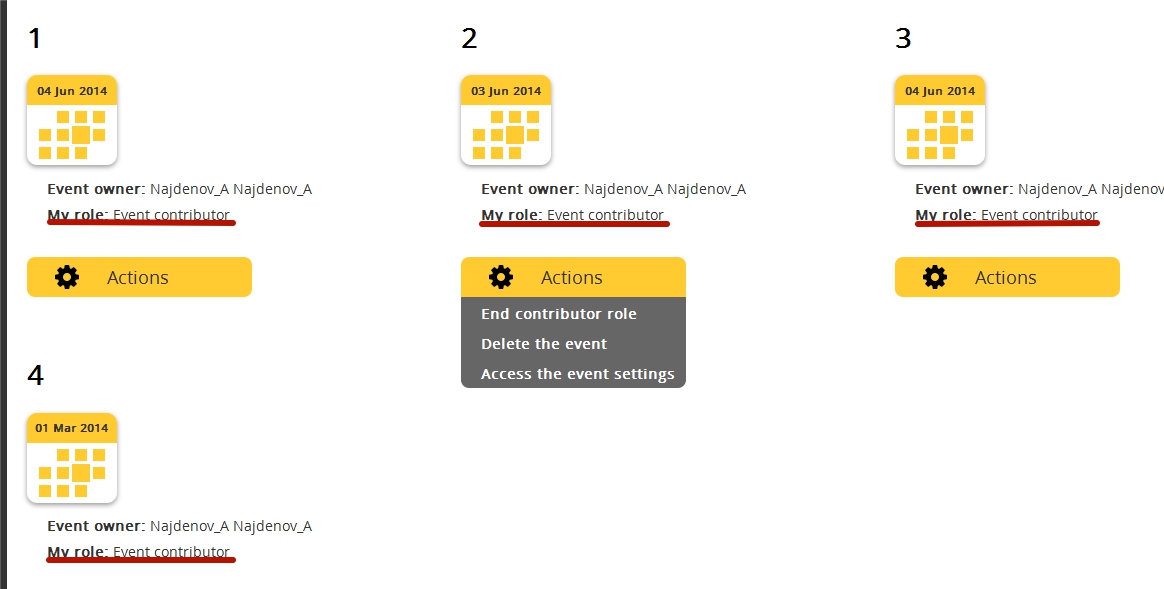 1
04 Jun 2014
Event owner: Najdenov_A Najdenov_A
My role: Event contributor
Actions
2
03 Jun 2014
Event owner: Najdenov_A Najdenov_A
My role: Event contributor
Actions
End contributor role
Delete the event
Access the event settings
3
04 Jun 2014
Event owner: Najdenov_A Najdenov
My role: Event contributor
Actions
4
01 Mar 2014
Event owner: Najdenov_A Najdenov_A
My role: Event contributor